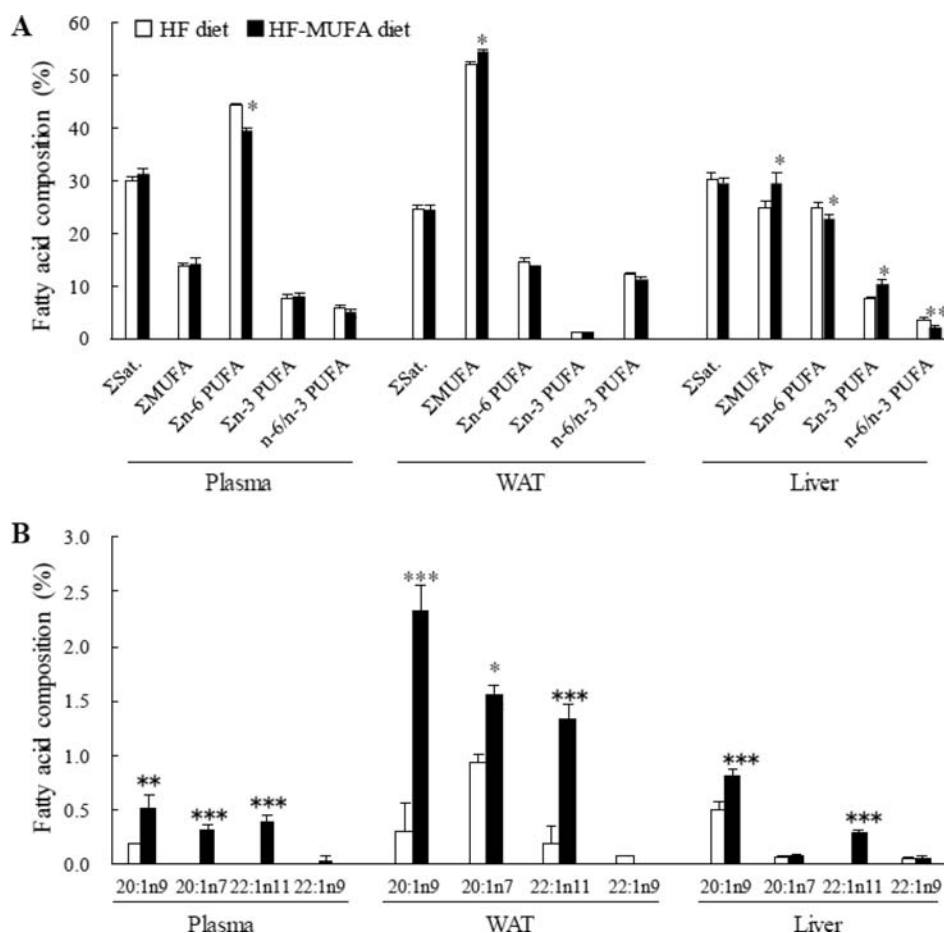 A
HF diet HF-MUFA diet
Fatty acid composition (%)
60
50
40
30
20
10
0
* * * * * **
ΣSat. ΣMUFA Σn-6 PUFA Σn-3 PUFA n-6/n-3 PUFA ΣSat. ΣMUFA Σn-6 PUFA Σn-3 PUFA n-6/n-3 PUFA ΣSat. ΣMUFA Σn-6 PUFA Σn-3 PUFA n-6/n-3 PUFA
Plasma WAT Liver
B
Fatty acid composition (%)
3.0
2.5
2.0
1.5
1.0
0.5
0.0
** *** *** *** * *** *** ***
20:1n9 20:1n7 22:1n11 22:1n9 20:1n9 20:1n7 22:1n11 22:1n9 20:1n9 20:1n7 22:1n11 22:1n9
Plasma WAT Liver